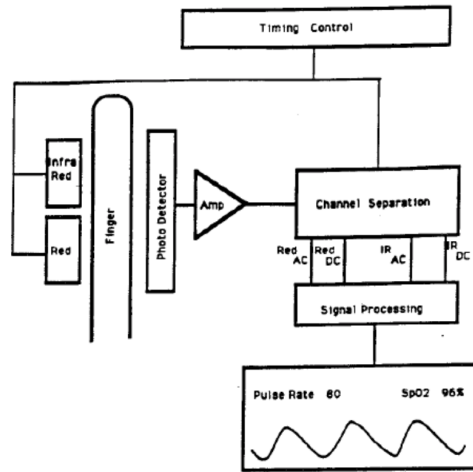 Timing Control
Infra
Red
Red
Finger
Photo Detector
Amp
Channel Separation
Red AC
Red DC
IR AC
IR DC
Signal Processing
Pulse Rate 80
SpO2 96%